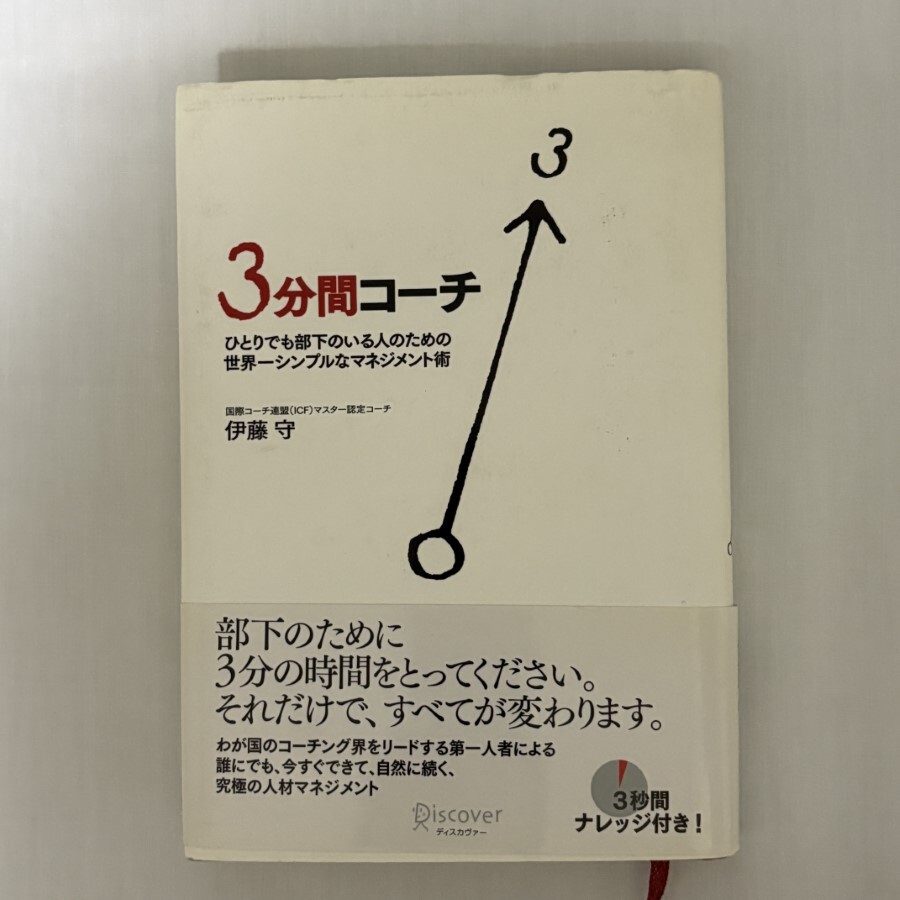 3
3分間コーチ
ひとりでも部下のいる人のための
世界一シンプルなマネジメント術
国際コーチ連盟(ICF)マスター認定コーチ
伊藤 守
部下のために
3分の時間をとってください。
それだけで、すべてが変わります。
わが国のコーチング界をリードする第一人者による
誰にでも、今すぐできて、自然に続く、
究極の人材マネジメント
3秒間
ナレッジ付き!
Discover
ディスカヴァー